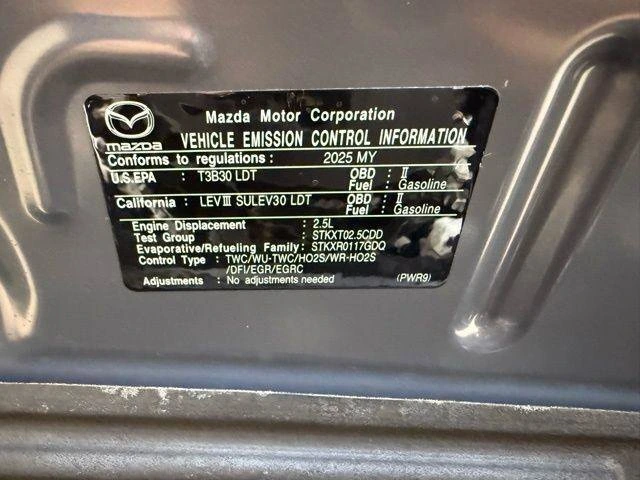 Mazda Motor Corporation
mazda
VEHICLE EMISSION CONTROL INFORMATION
Conforms to regulations : 2025 MY
U.S.EPA : T3B30 LDT OBD : II
Fuel : Gasoline
California : LEV III SULEV30 LDT OBD : II
Fuel : Gasoline
Engine Displacement : 2.5L
Test Group : STKXT02.5CDD
Evaporative/Refueling Family: STKXR0117GDQ
Control Type : TWC/WU-TWC/HO2S/WR-HO2S
/DFI/EGR/EGRC
Adjustments : No adjustments needed (PWR9)